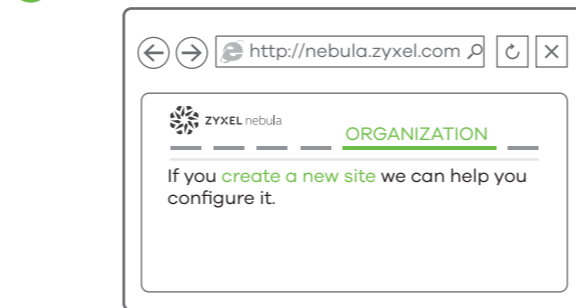 http://nebula.zyxel.com
ZYXEL nebula
ORGANIZATION
If you create a new site we can help you
configure it.